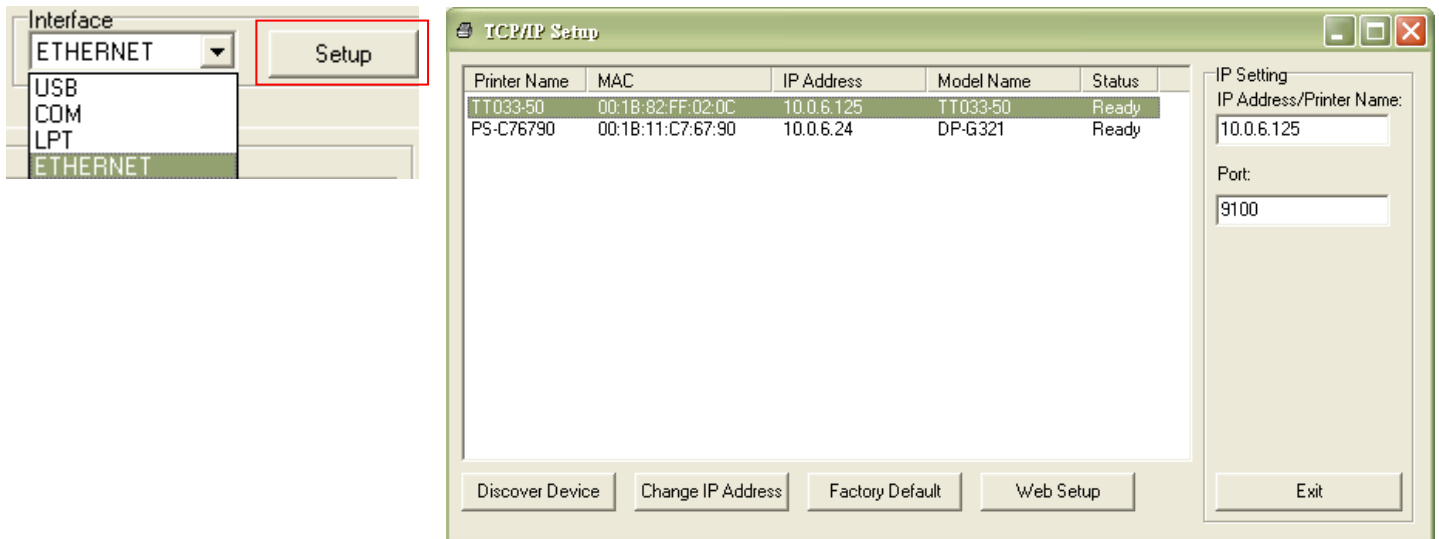 Interface
ETHERNET
Setup
USB
COM
LPT
ETHERNET
TCP/IP Setup
Printer Name MAC IP Address Model Name Status
TT033-50 00:1B:82:FF:02:0C 10.0.6.125 TT033-50 Ready
PS-C76790 00:1B:11:C7:67:90 10.0.6.24 DP-G321 Ready
IP Setting
IP Address/Printer Name:
10.0.6.125
Port:
9100
Discover Device Change IP Address Factory Default Web Setup Exit